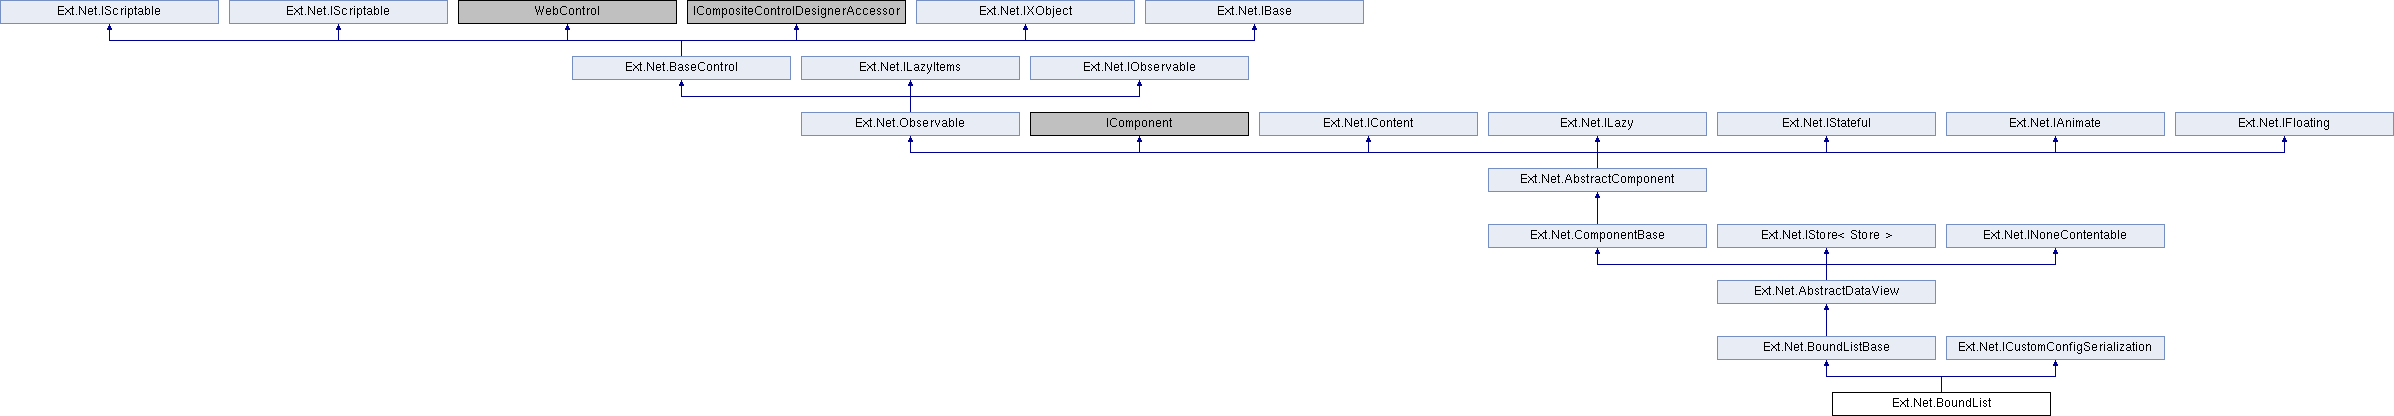 Ext.Net.IScriptable
Ext.Net.IScriptable
WebControl
ICompositeControlDesignerAccessor
Ext.Net.IXObject
Ext.Net.IBase
Ext.Net.BaseControl
Ext.Net.ILazyItems
Ext.Net.IObservable
Ext.Net.Observable
IComponent
Ext.Net.IContent
Ext.Net.ILazy
Ext.Net.IStateful
Ext.Net.IAnimate
Ext.Net.IFloating
Ext.Net.AbstractComponent
Ext.Net.ComponentBase
Ext.Net.IStore< Store >
Ext.Net.INoneContentable
Ext.Net.AbstractDataView
Ext.Net.BoundListBase
Ext.Net.ICustomConfigSerialization
Ext.Net.BoundList